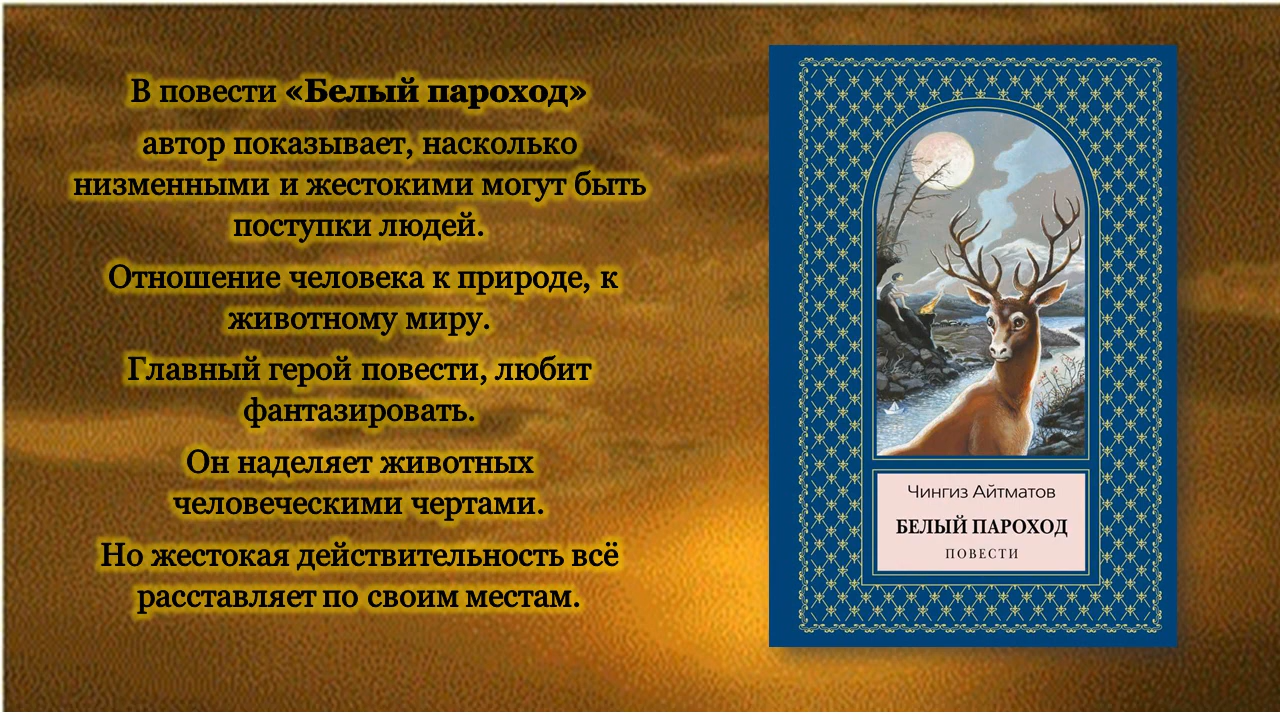 В повести «Белый пароход»
автор показывает, насколько
низменными и жестокими могут быть
поступки людей.
Отношение человека к природе, к
животному миру.
Главный герой повести, любит
фантазировать.
Он наделяет животных
человеческими чертами.
Но жестокая действительность всё
расставляет по своим местам.
Чингиз Айтматов
БЕЛЫЙ ПАРОХОД
ПОВЕСТИ